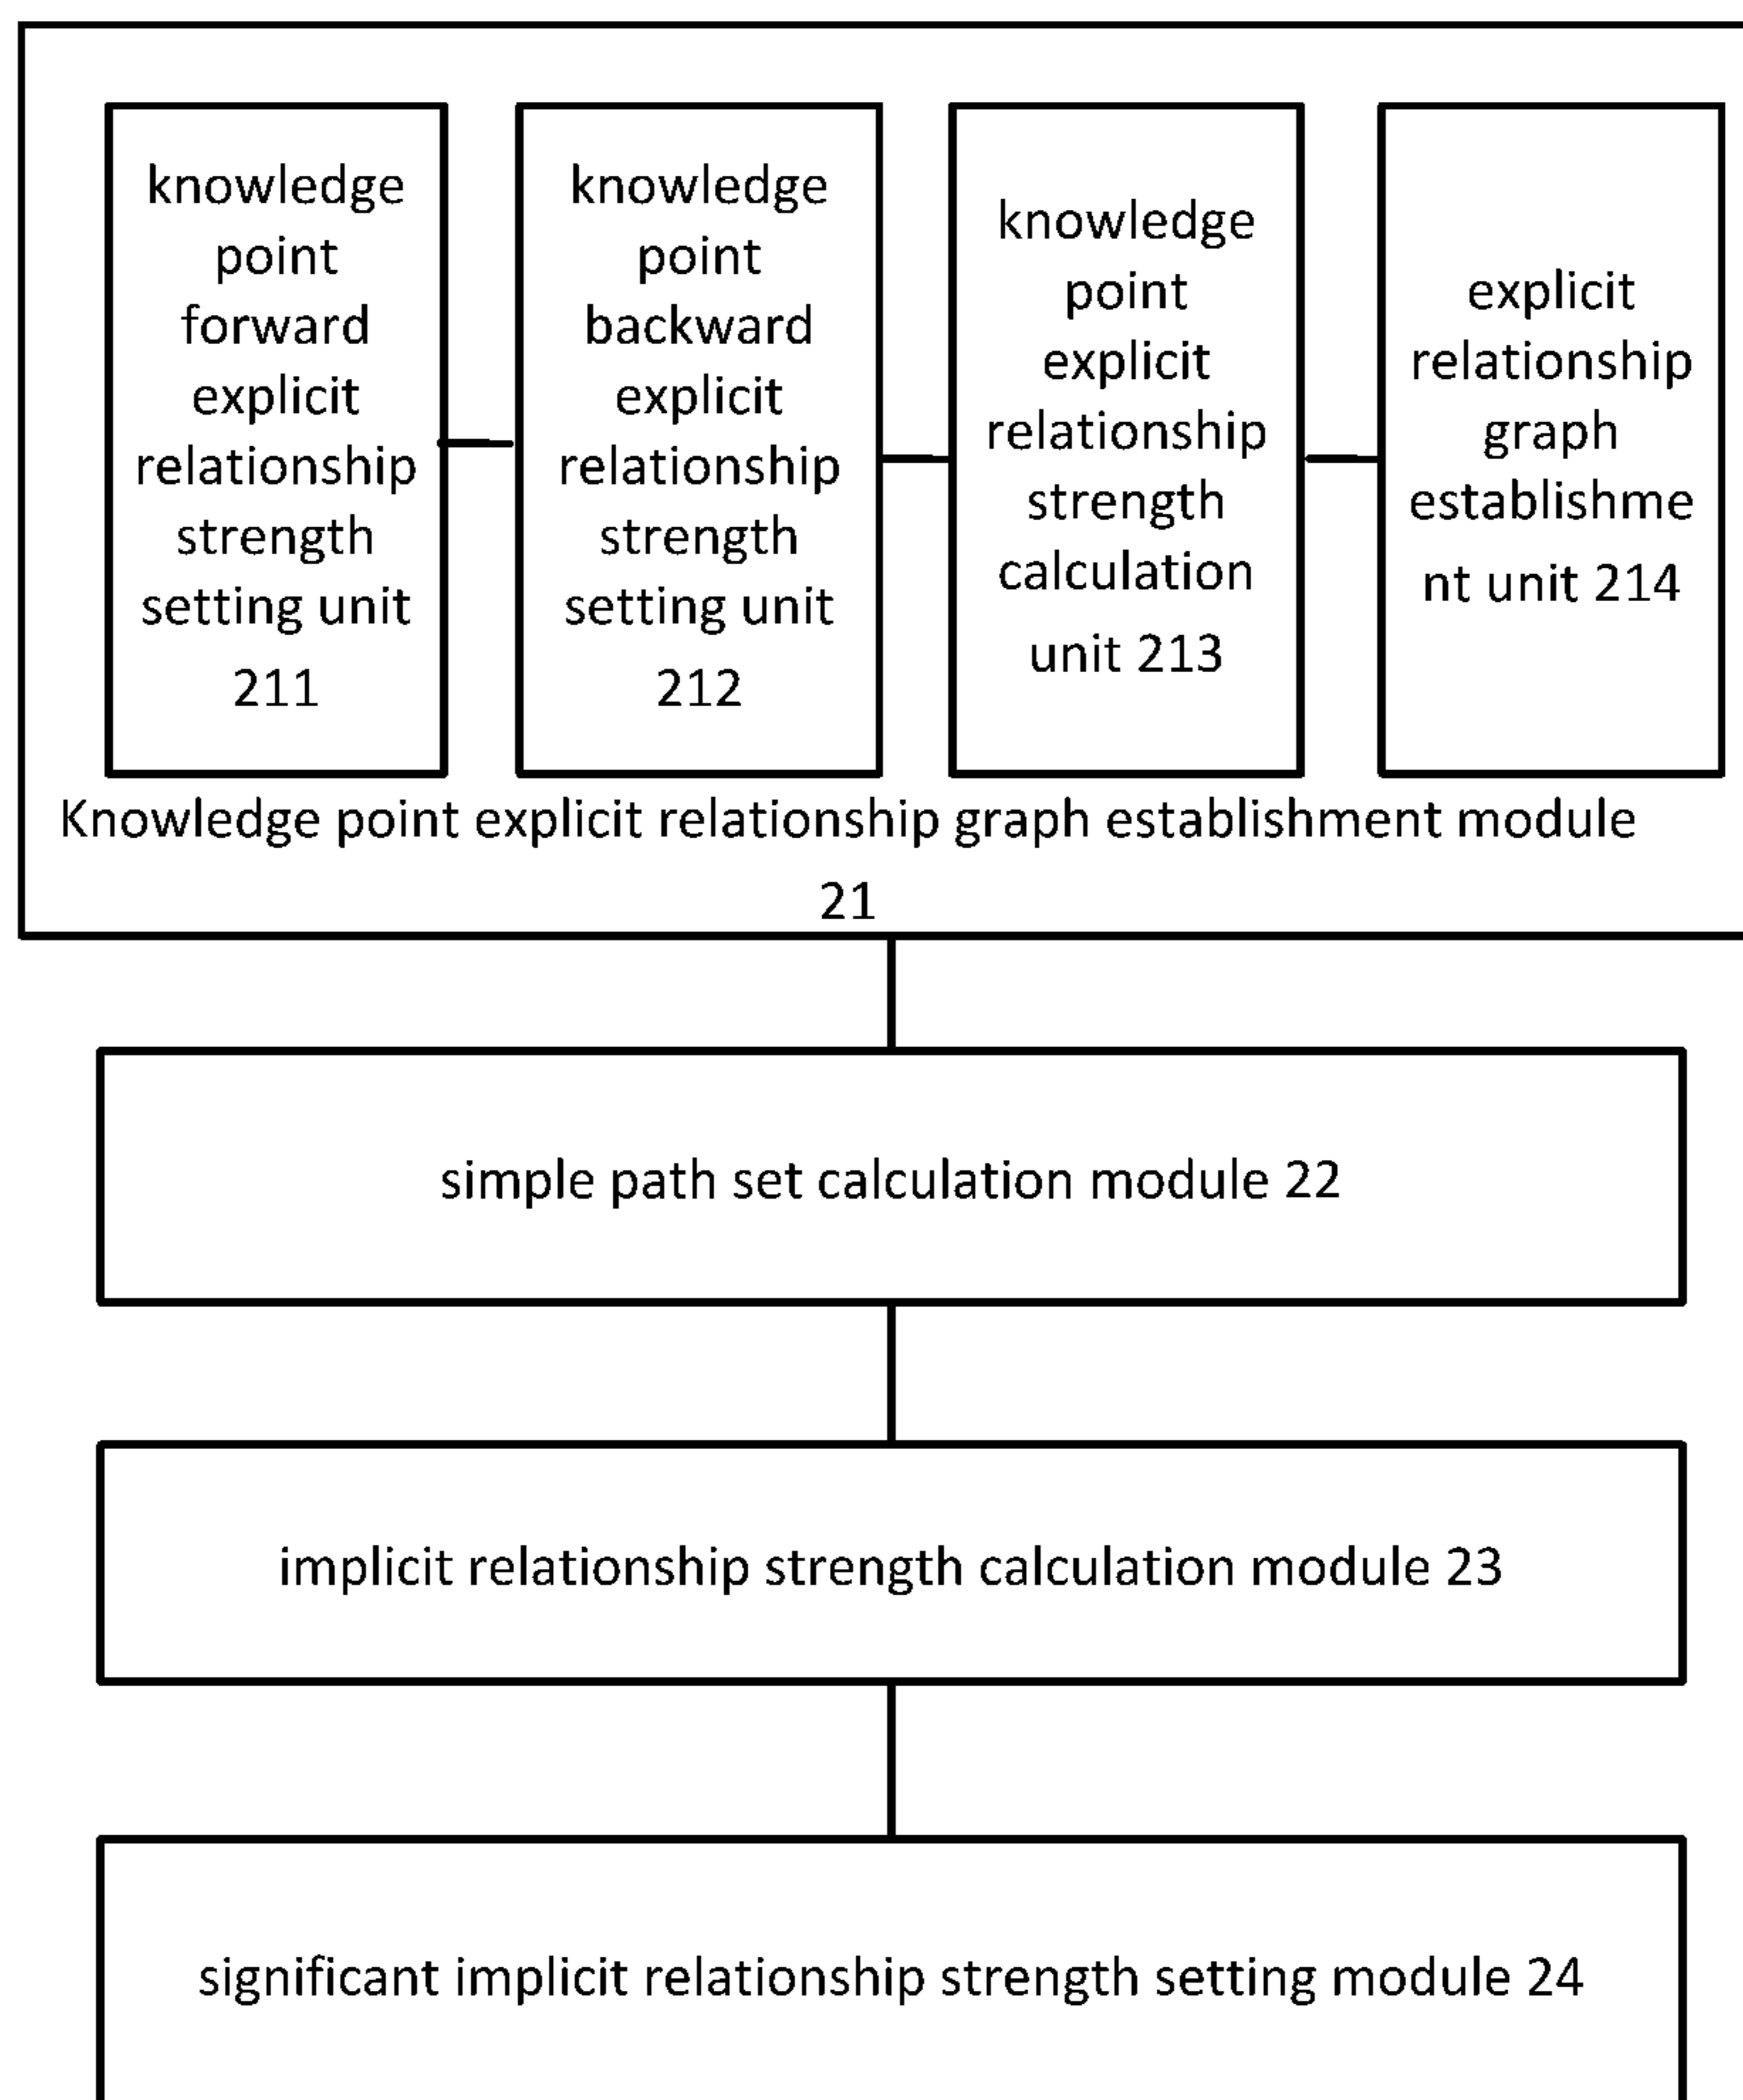 knowledge
point
forward
explicit
relationship
strength
setting unit
211
knowledge
point
backward
explicit
relationship
strength
setting unit
212
knowledge
point
explicit
relationship
strength
calculation
unit 213
explicit
relationship
graph
establishme
nt unit 214
Knowledge point explicit relationship graph establishment module
21
simple path set calculation module 22
implicit relationship strength calculation module 23
significant implicit relationship strength setting module 24